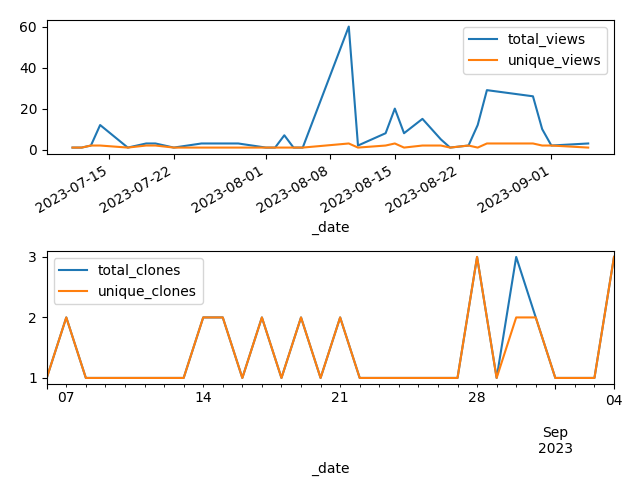 60
40
20
0
total_views
unique_views
2023-07-15
2023-07-22
2023-08-01
2023-08-08
2023-08-15
2023-08-22
2023-09-01
_date
3
2
1
total_clones
unique_clones
07
14
21
28
04
Sep
2023
_date